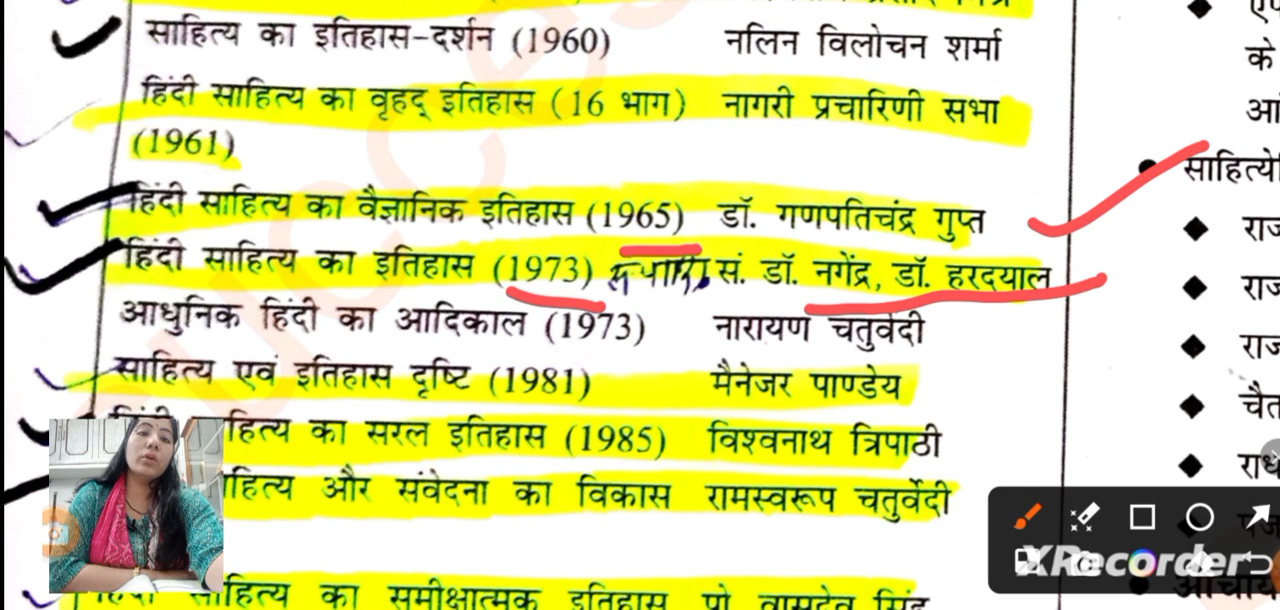 साहित्य का इतिहास-दर्शन (1960) नलिन विलोचन शर्मा
हिंदी साहित्य का वृहद् इतिहास (16 भाग) नागरी प्रचारिणी सभा
(1961)
हिंदी साहित्य का वैज्ञानिक इतिहास (1965) डॉ. गणपतिचंद्र गुप्त
हिंदी साहित्य का इतिहास (1973) सं. डॉ. नगेंद्र, डॉ. हरदयाल
आधुनिक हिंदी का आदिकाल (1973) नारायण चतुर्वेदी
साहित्य एवं इतिहास दृष्टि (1981) मैनेजर पाण्डेय
हित्य का सरल इतिहास (1985) विश्वनाथ त्रिपाठी
हित्य और संवेदना का विकास रामस्वरूप चतुर्वेदी
हित्य का समीक्षात्मक इतिहास प्रो वासुदेव सिंह
के
साहित्ये
XRecorder
आचार्य